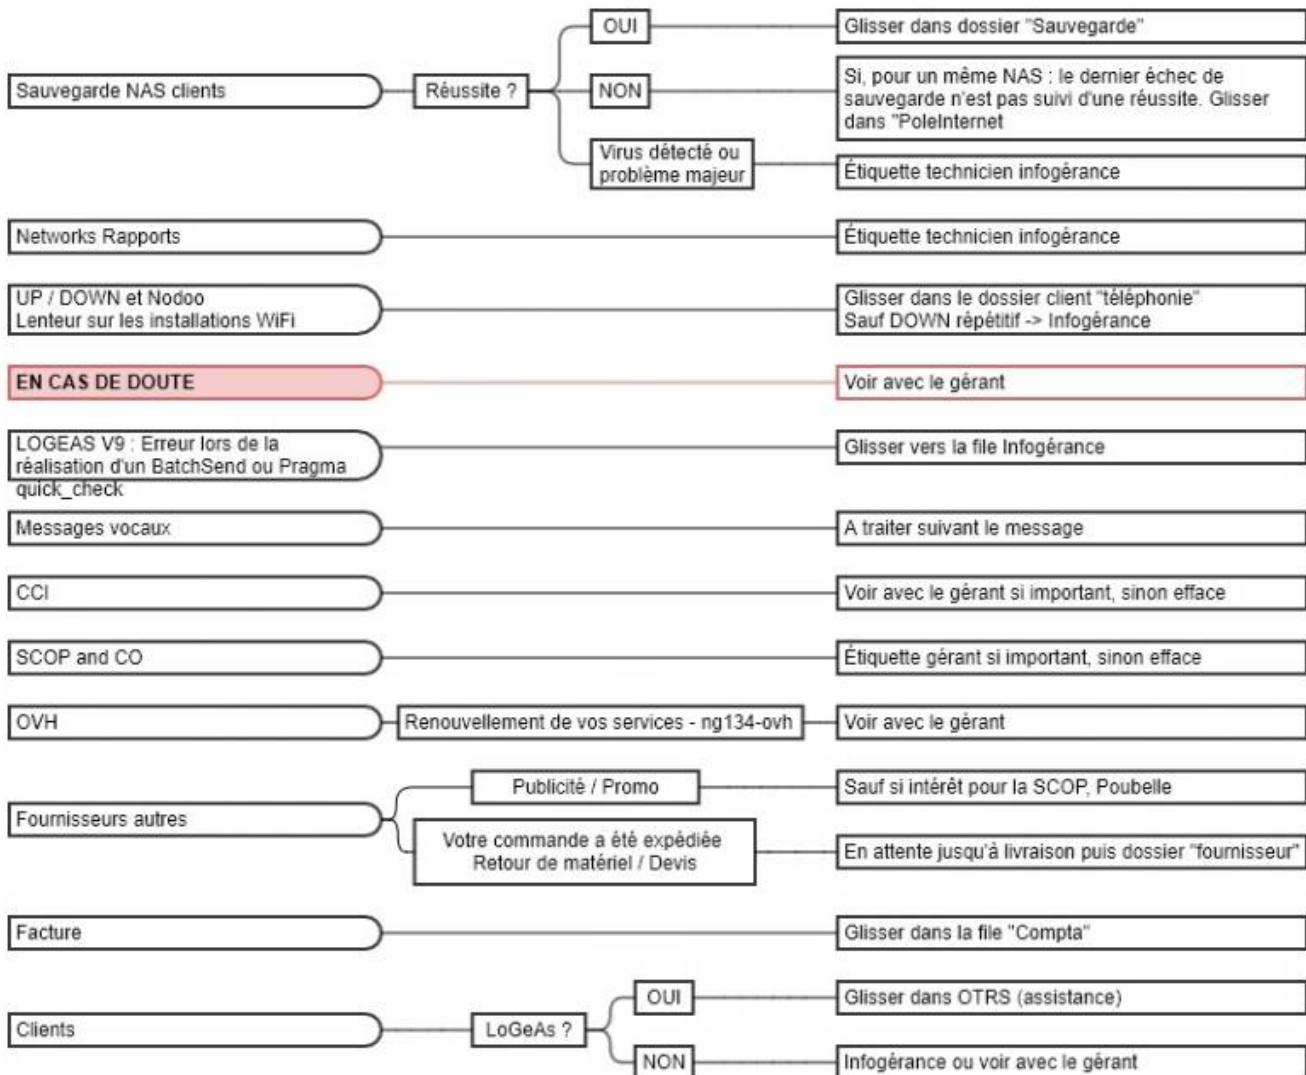 OUI
Glisser dans dossier "Sauvegarde"
Sauvegarde NAS clients
Réussite ?
NON
Si, pour un même NAS : le dernier échec de
sauvegarde n'est pas suivi d'une réussite. Glisser
dans "PoleInternet
Virus détecté ou
problème majeur
Étiquette technicien infogérance
Networks Rapports
Étiquette technicien infogérance
UP / DOWN et Nodoo
Lenteur sur les installations WiFi
Glisser dans le dossier client "téléphonie"
Sauf DOWN répétitif -> Infogérance
EN CAS DE DOUTE
Voir avec le gérant
LOGEAS V9 : Erreur lors de la
réalisation d'un BatchSend ou Pragma
quick_check
Glisser vers la file Infogérance
Messages vocaux
A traiter suivant le message
CCI
Voir avec le gérant si important, sinon efface
SCOP and CO
Étiquette gérant si important, sinon efface
OVH
Renouvellement de vos services - ng134-ovh
Voir avec le gérant
Fournisseurs autres
Publicité / Promo
Sauf si intérêt pour la SCOP, Poubelle
Votre commande a été expédiée
Retour de matériel / Devis
En attente jusqu'à livraison puis dossier "fournisseur"
Facture
Glisser dans la file "Compta"
Clients
LoGeAs ?
OUI
Glisser dans OTRS (assistance)
NON
Infogérance ou voir avec le gérant